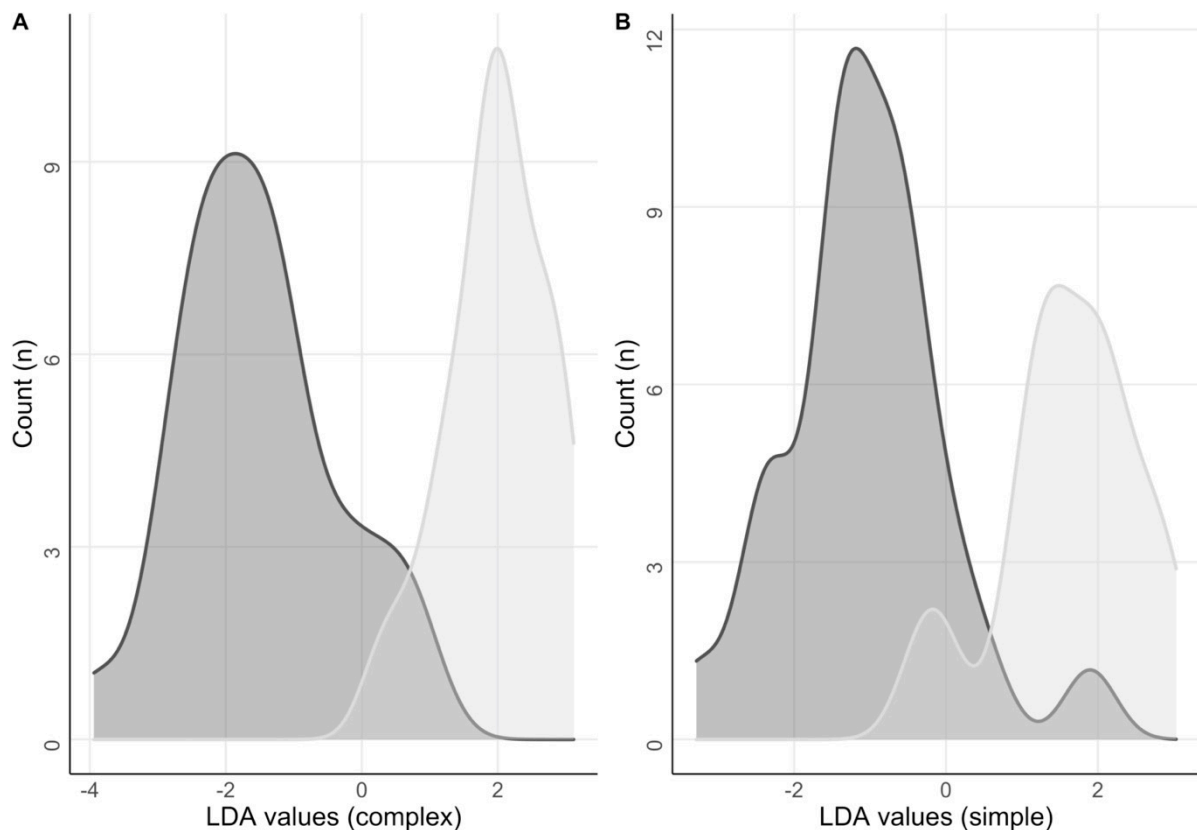 A
B
Count (n)
9
6
3
0
-4
-2
0
2
LDA values (complex)
Count (n)
12
9
6
3
0
-2
0
2
LDA values (simple)